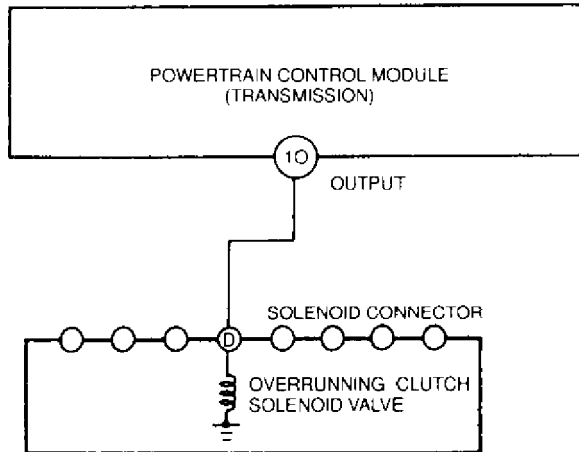 POWERTRAIN CONTROL MODULE
(TRANSMISSION)
10
OUTPUT
SOLENOID CONNECTOR
D
OVERRUNNING CLUTCH
SOLENOID VALVE